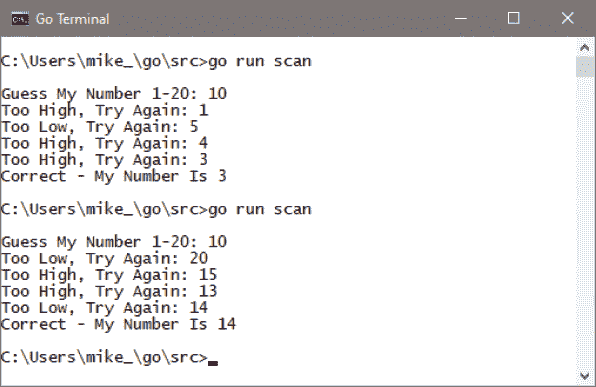 Go Terminal
C:\Users\mike_\go\src>go run scan
Guess My Number 1-20: 10
Too High, Try Again: 1
Too Low, Try Again: 5
Too High, Try Again: 4
Too High, Try Again: 3
Correct - My Number Is 3
C:\Users\mike_\go\src>go run scan
Guess My Number 1-20: 10
Too Low, Try Again: 20
Too High, Try Again: 15
Too High, Try Again: 13
Too Low, Try Again: 14
Correct - My Number Is 14
C:\Users\mike_\go\src>